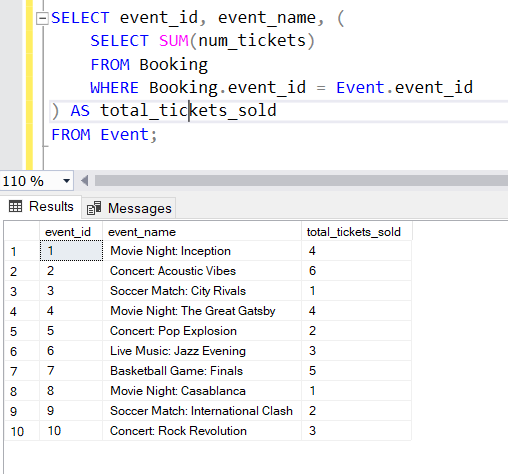 SELECT event_id, event_name, (
SELECT SUM(num_tickets)
FROM Booking
WHERE Booking.event_id = Event.event_id
) AS total_tickets_sold
FROM Event;
110 %
Results Messages
event_id event_name total_tickets_sold
1 1 Movie Night: Inception 4
2 2 Concert: Acoustic Vibes 6
3 3 Soccer Match: City Rivals 1
4 4 Movie Night: The Great Gatsby 4
5 5 Concert: Pop Explosion 2
6 6 Live Music: Jazz Evening 3
7 7 Basketball Game: Finals 5
8 8 Movie Night: Casablanca 1
9 9 Soccer Match: International Clash 2
10 10 Concert: Rock Revolution 3